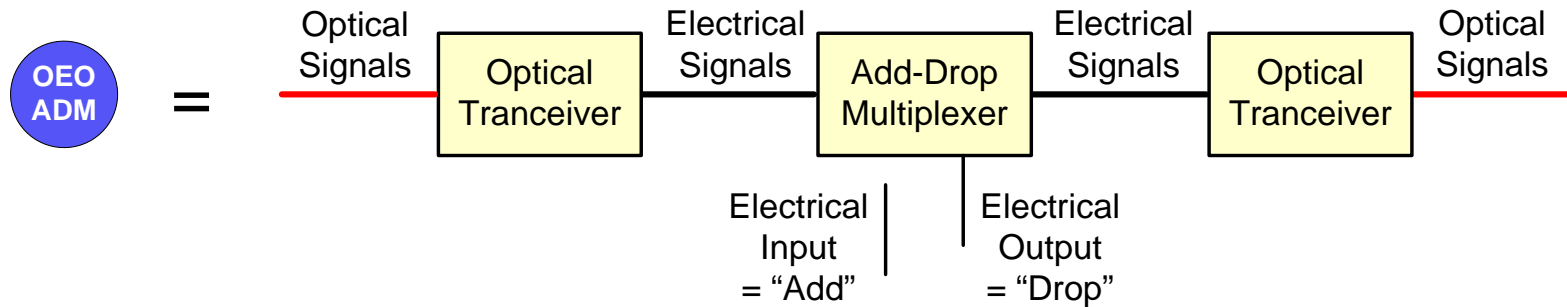 OEO
ADM
=
Optical
Signals
Optical
Tranceiver
Electrical
Signals
Add-Drop
Multiplexer
Electrical
Signals
Optical
Tranceiver
Optical
Signals
Electrical
Input
= “Add”
Electrical
Output
= “Drop”